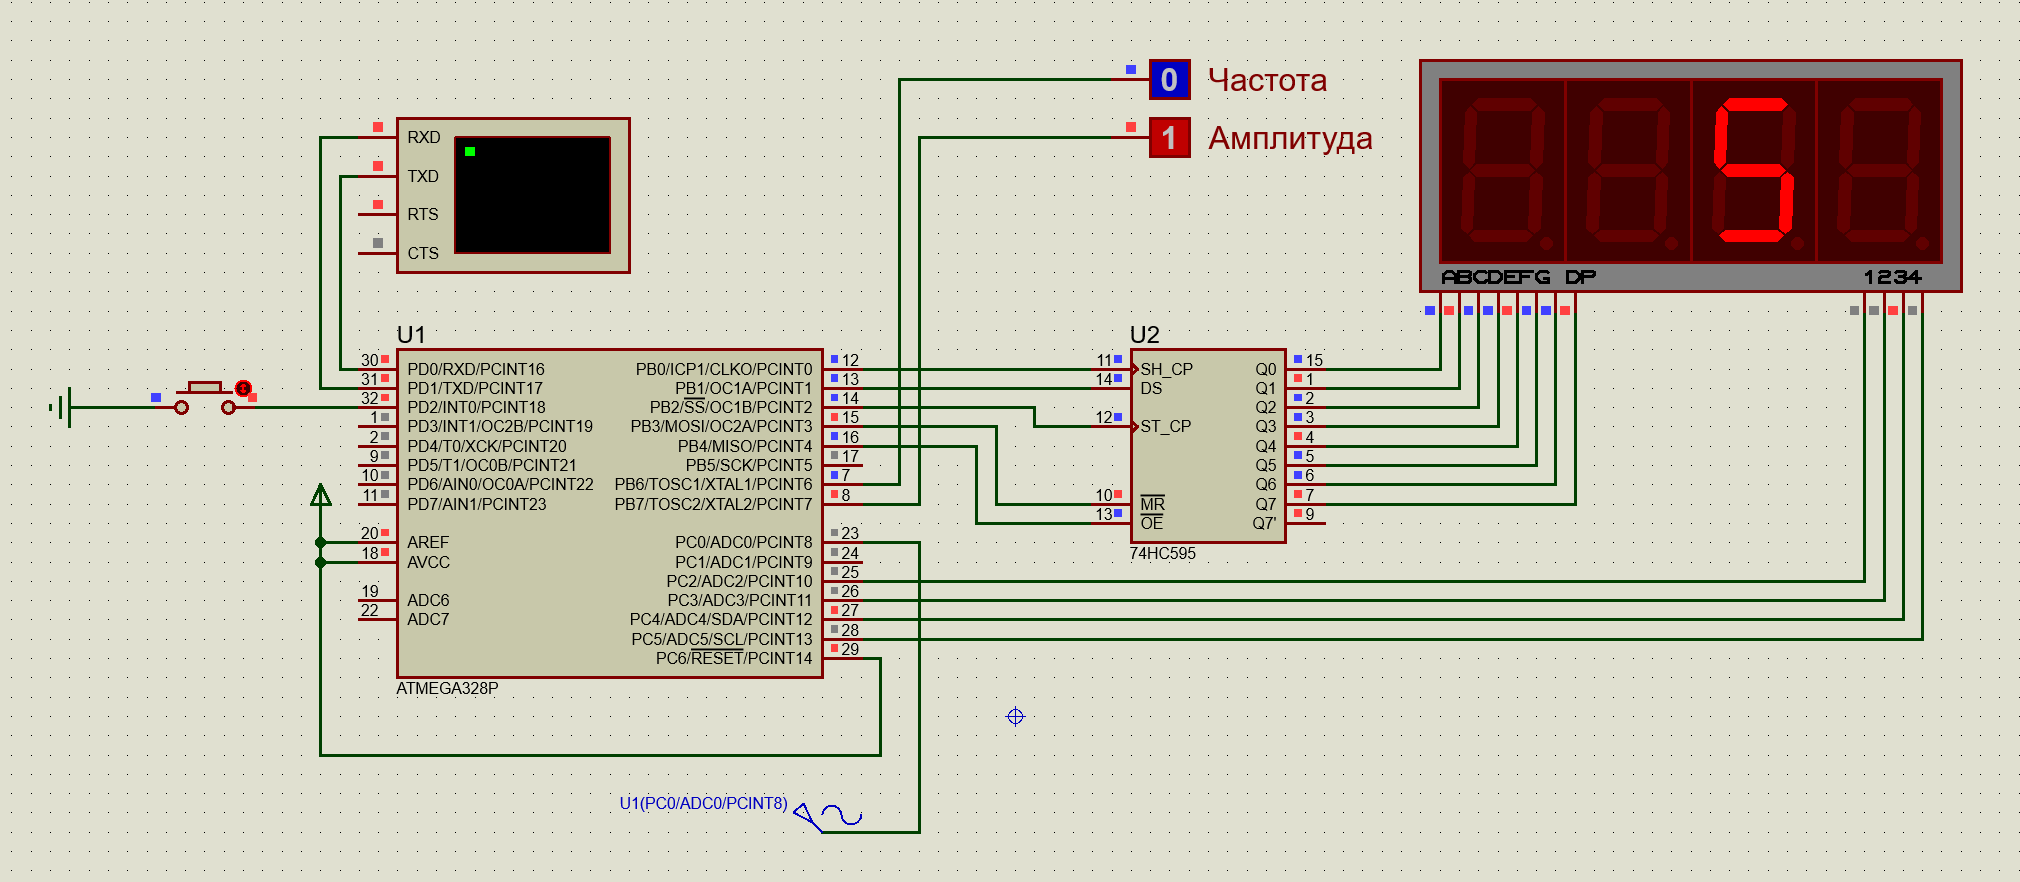 0 Частота
1 Амплитуда
RXD
TXD
RTS
CTS
ABCDEFG DP 1234
U1
30 PD0/RXD/PCINT16
31 PD1/TXD/PCINT17
32 PD2/INT0/PCINT18
1 PD3/INT1/OC2B/PCINT19
2 PD4/T0/XCK/PCINT20
9 PD5/T1/OC0B/PCINT21
10 PD6/AIN0/OC0A/PCINT22
11 PD7/AIN1/PCINT23
20 AREF
18 AVCC
19 ADC6
22 ADC7
PB0/ICP1/CLKO/PCINT0 12
PB1/OC1A/PCINT1 13
PB2/SS/OC1B/PCINT2 14
PB3/MOSI/OC2A/PCINT3 15
PB4/MISO/PCINT4 16
PB5/SCK/PCINT5 17
PB6/TOSC1/XTAL1/PCINT6 7
PB7/TOSC2/XTAL2/PCINT7 8
PC0/ADC0/PCINT8 23
PC1/ADC1/PCINT9 24
PC2/ADC2/PCINT10 25
PC3/ADC3/PCINT11 26
PC4/ADC4/SDA/PCINT12 27
PC5/ADC5/SCL/PCINT13 28
PC6/RESET/PCINT14 29
ATMEGA328P
U2
11 SH_CP
14 DS
12 ST_CP
10 MR
13 OE
Q0 15
Q1 1
Q2 2
Q3 3
Q4 4
Q5 5
Q6 6
Q7 7
Q7' 9
74HC595
5
U1(PC0/ADC0/PCINT8)